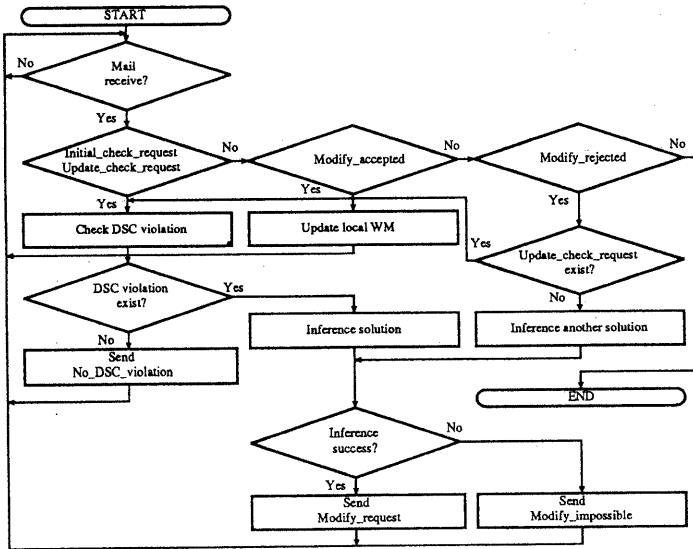 START
No
Mail
receive?
Yes
Initial_check_request
Update_check_request
No
Modify_accepted
No
Modify_rejected
No
Yes
Yes
Yes
Check DSC violation
Update local WM
Yes
Update_check_request
exist?
DSC violation
exist?
Yes
No
Inference solution
Inference another solution
No
Send
No_DSC_violation
END
Inference
success?
No
Yes
Send
Modify_request
Send
Modify_impossible